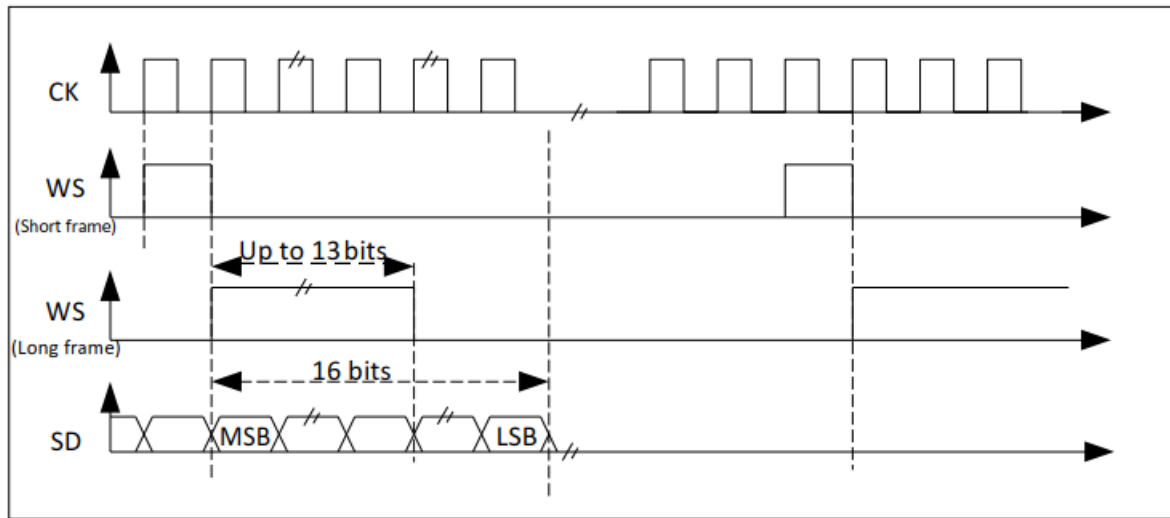 CK
WS
(Short frame)
Up to 13 bits
WS
(Long frame)
16 bits
SD
MSB
LSB